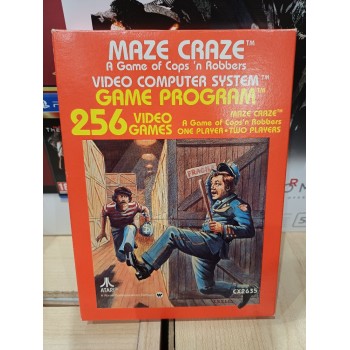 MAZE CRAZE™
A Game of Cops 'n Robbers
VIDEO COMPUTER SYSTEM™
GAME PROGRAM™
256 VIDEO GAMES
MAZE CRAZE™
A Game of Cops 'n Robbers
ONE PLAYER • TWO PLAYERS
FRAGILE
ATARI®
CX2635